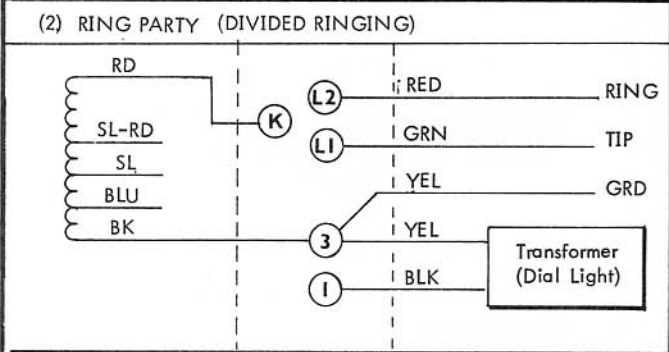 (2) RING PARTY (DIVIDED RINGING)
RD
L2
RED
RING
K
SL-RD
L1
GRN
TIP
SL
YEL
GRD
BLU
BK
3
YEL
Transformer
(Dial Light)
1
BLK